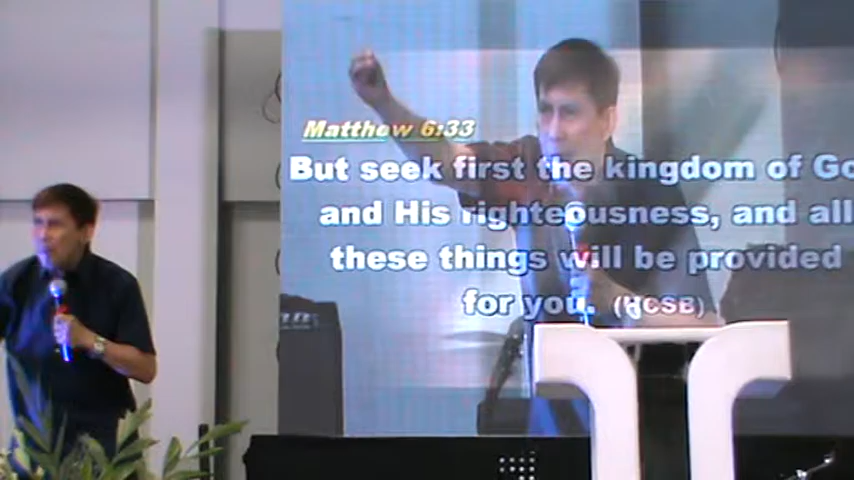 Matthew 6:33
But seek first the kingdom of Go
and His righteousness, and all
these things will be provided
for you. (HCSB)